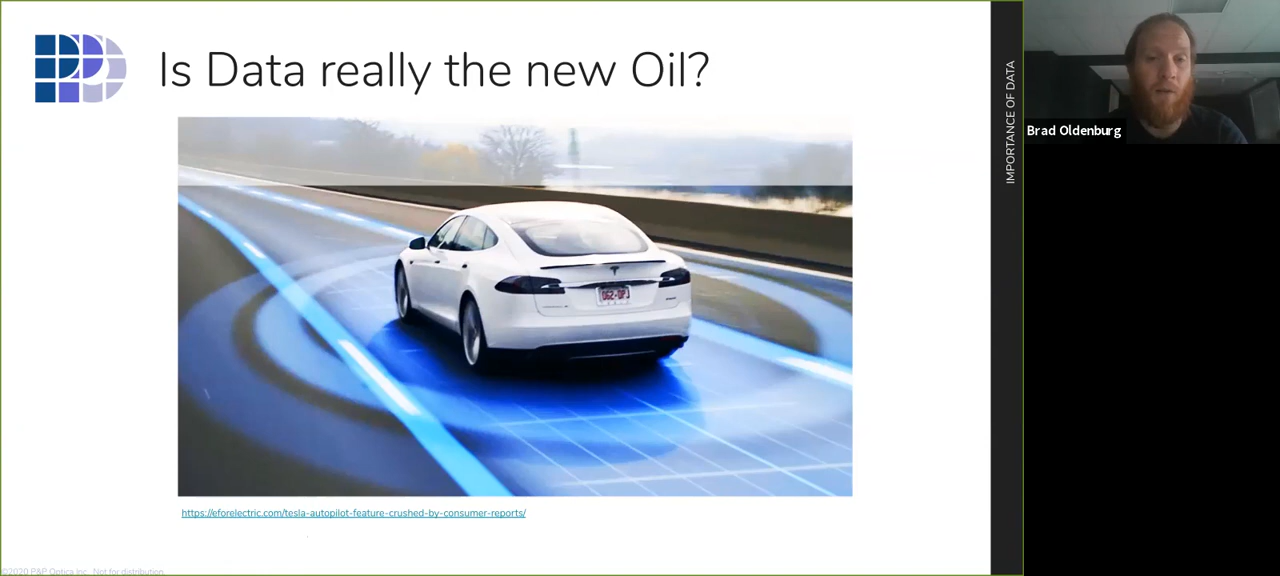 Is Data really the new Oil?
IMPORTANCE OF DATA
Brad Oldenburg
https://eforelectric.com/tesla-autopilot-feature-crushed-by-consumer-reports/
©2020 P&P Optica Inc. Not for distribution.